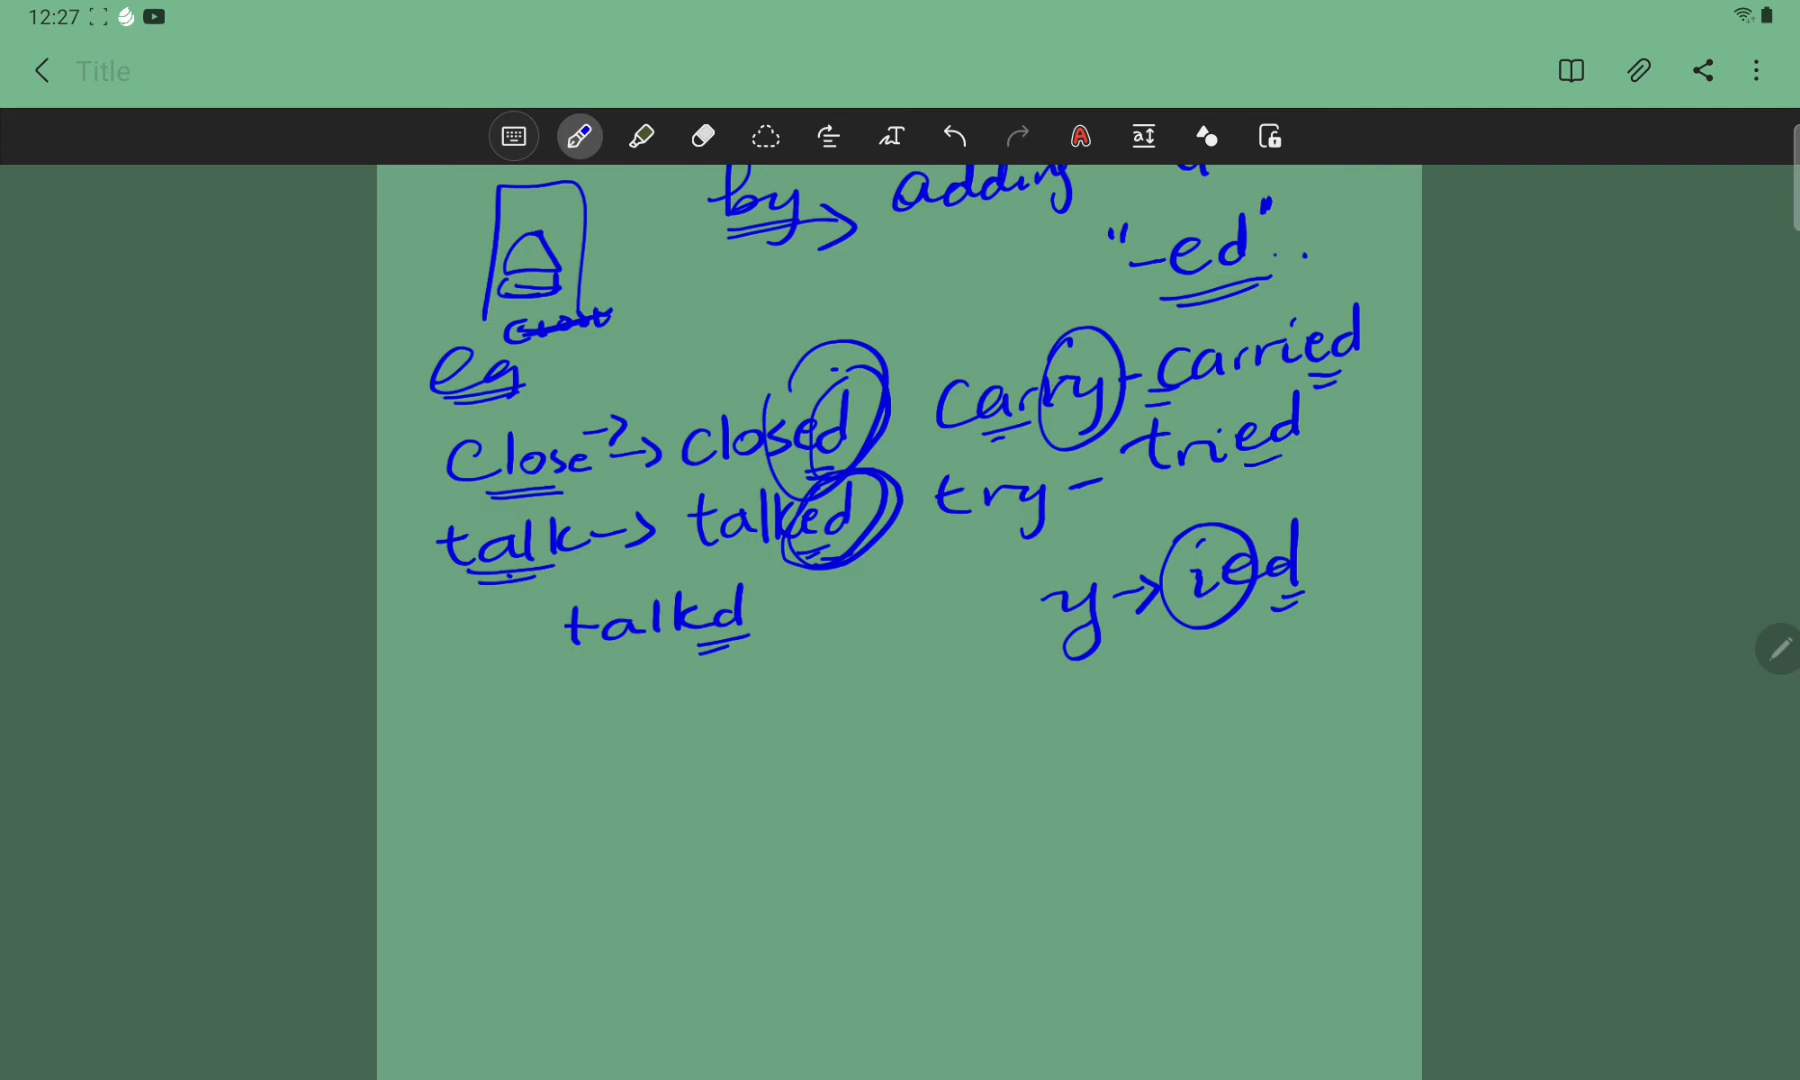 12:27
Title
by → adding
"-ed"..
eg
close → → closed
talk → talked
talkd
carry - carried
try - tried
y → ied